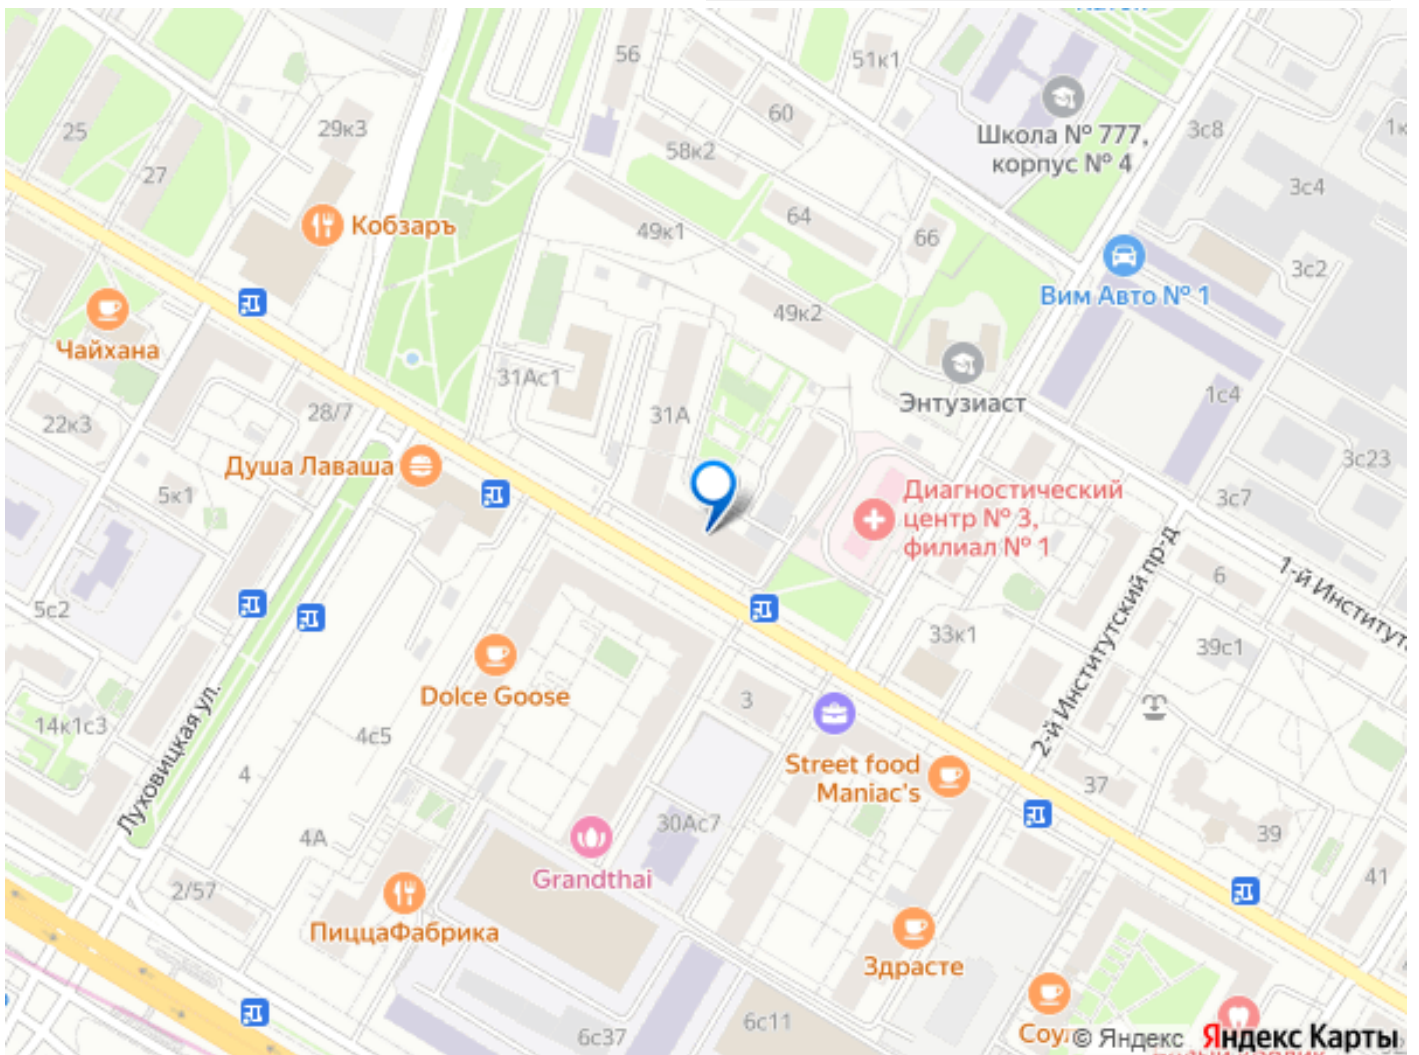 56
51к1
60
Школа № 777,
корпус № 4
3с8
25
29к3
58к2
27
3с4
Кобзаръ
49к1
64
66
3с2
Вим Авто № 1
49к2
Чайхана
31Ас1
Энтузиаст
1с4
28/7
31А
22к3
Душа Лаваша
3с23
5к1
Диагностический
центр № 3,
филиал № 1
3с7
2-й Институтский пр-д
6
1-й Института
5с2
33к1
39с1
Dolce Goose
3
14к1с3
Луховицкая ул.
4с5
4
Street food
Maniac's
37
30Ас7
4А
39
Grandthai
41
2/57
ПиццаФабрика
Здрасте
6с37
6с11
Соул
© Яндекс Яндекс Карты